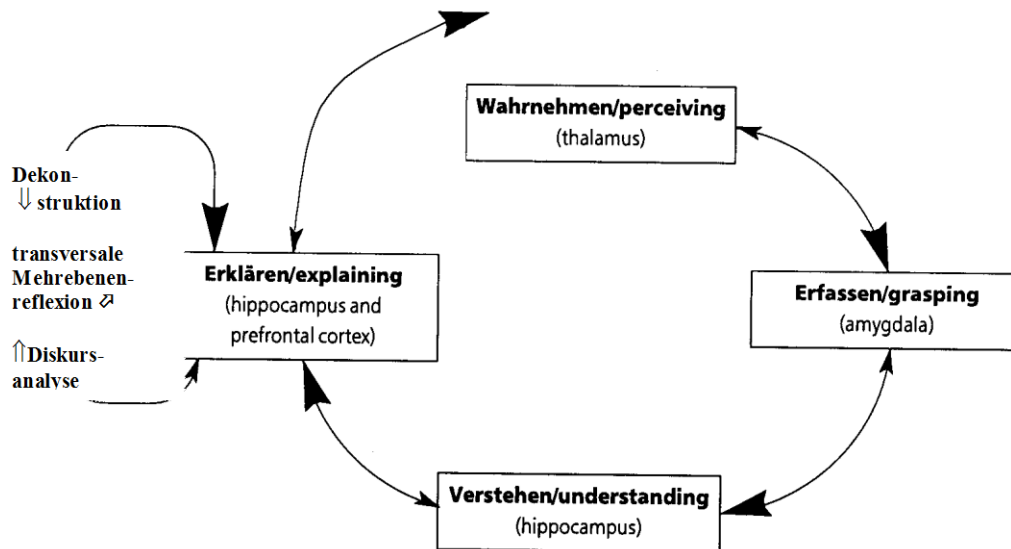 Wahrnehmen/perceiving
(thalamus)
Dekon-
⇓ struktion
transversale
Mehrebenen-
reflexion ⬀
⇑Diskurs-
analyse
Erklären/explaining
(hippocampus and
prefrontal cortex)
Erfassen/grasping
(amygdala)
Verstehen/understanding
(hippocampus)